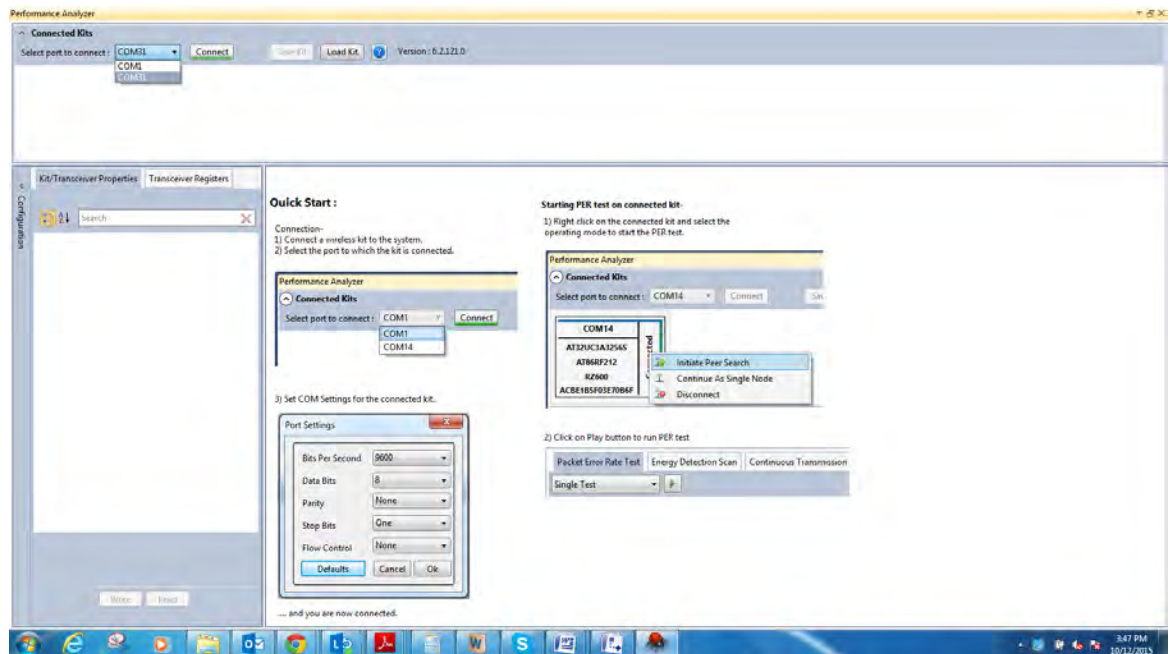 Performance Analyzer
Connected Kits
Select port to connect : COM31 Connect Save Kit Load Kit ? Version : 6.2.121.0
COM1
COM31
Configuration
Kit/Transceiver Properties Transceiver Registers
Search
Write Read
Quick Start :
Connection-
1) Connect a wireless kit to the system.
2) Select the port to which the kit is connected.
Performance Analyzer
Connected Kits
Select port to connect : COM1 Connect
COM1
COM14
3) Set COM Settings for the connected kit.
Port Settings
Bits Per Second 9600
Data Bits 8
Parity None
Stop Bits One
Flow Control None
Defaults Cancel Ok
.... and you are now connected.
Starting PER test on connected kit-
1) Right click on the connected kit and select the
operating mode to start the PER test.
Performance Analyzer
Connected Kits
Select port to connect : COM14 Connect
COM14
AT32UC3A3256S
AT86RF212
RZ600
ACBE1B5F03E70B6F
Connected
Initiate Peer Search
Continue As Single Node
Disconnect
2) Click on Play button to run PER test
Packet Error Rate Test Energy Detection Scan Continuous Transmission
Single Test
3:47 PM
10/12/2015